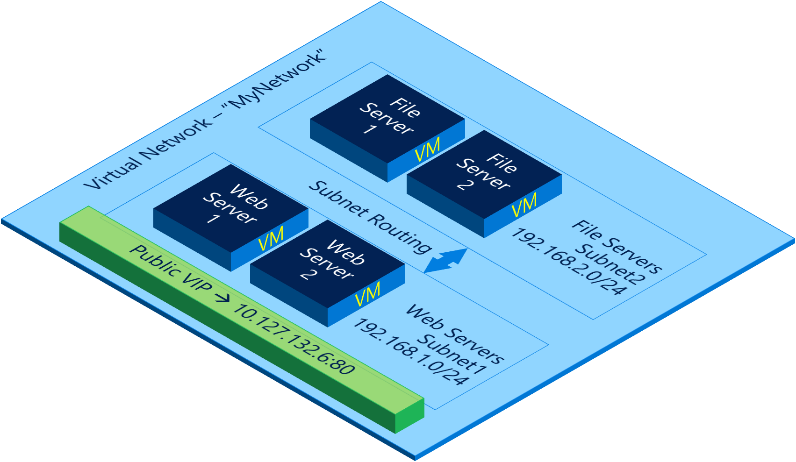 Virtual Network – “MyNetwork”
File
Server
1
VM
File
Server
2
VM
File Servers
Subnet2
192.168.2.0/24
Subnet Routing
Web
Server
1
VM
Web
Server
2
VM
Web Servers
Subnet1
192.168.1.0/24
Public VIP → 10.127.132.6:80